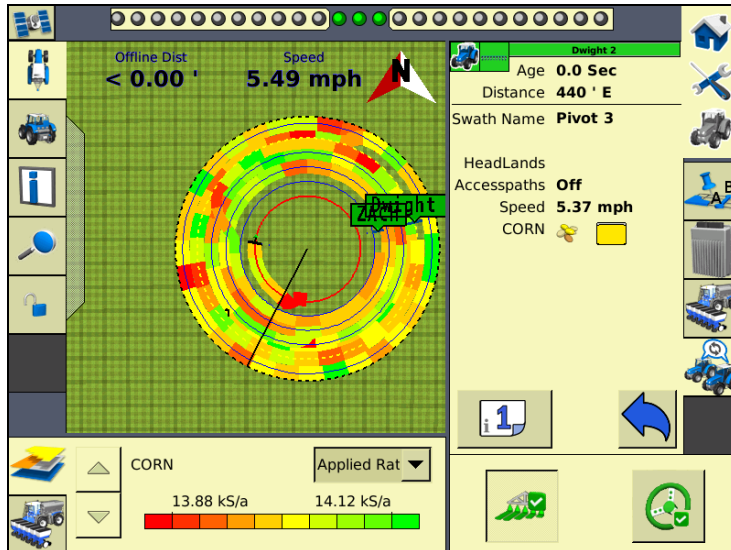 Offline Dist
< 0.00 '
Speed
5.49 mph
N
Dwight
ZACH
Dwight 2
Age 0.0 Sec
Distance 440 ' E
Swath Name Pivot 3
HeadLands
Accesspaths Off
Speed 5.37 mph
CORN
A B
i 1
CORN
Applied Rat
13.88 kS/a 14.12 kS/a